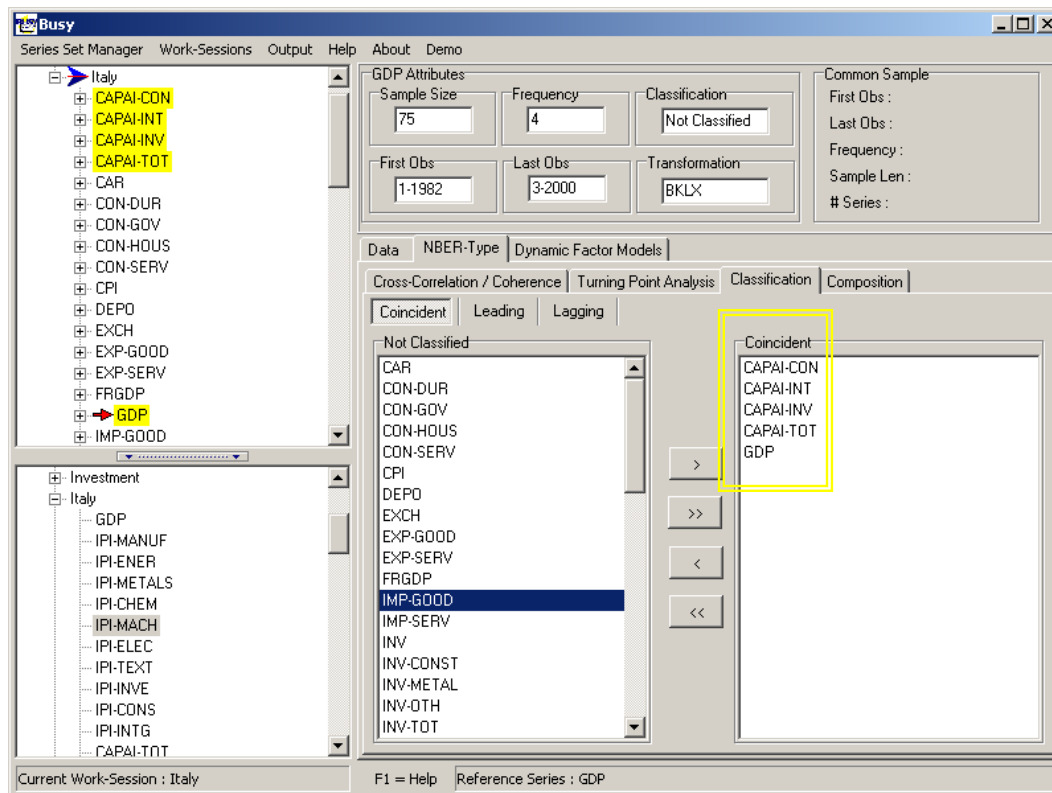 Busy
Series Set Manager Work-Sessions Output Help About Demo
Italy
CAPAI-CON
CAPAI-INT
CAPAI-INV
CAPAI-TOT
CAR
CON-DUR
CON-GOV
CON-HOUS
CON-SERV
CPI
DEPO
EXCH
EXP-GOOD
EXP-SERV
FRGDP
GDP
IMP-GOOD
Investment
Italy
GDP
IPI-MANUF
IPI-ENER
IPI-METALS
IPI-CHEM
IPI-MACH
IPI-ELEC
IPI-TEXT
IPI-INVE
IPI-CONS
IPI-INTG
CAPAI-TOT
GDP Attributes
Sample Size
75
Frequency
4
Classification
Not Classified
First Obs
1-1982
Last Obs
3-2000
Transformation
BKLX
Common Sample
First Obs :
Last Obs :
Frequency :
Sample Len :
# Series :
Data NBER-Type Dynamic Factor Models
Cross-Correlation / Coherence Turning Point Analysis Classification Composition
Coincident Leading Lagging
Not Classified
CAR
CON-DUR
CON-GOV
CON-HOUS
CON-SERV
CPI
DEPO
EXCH
EXP-GOOD
EXP-SERV
FRGDP
IMP-GOOD
IMP-SERV
INV
INV-CONST
INV-METAL
INV-OTH
INV-TOT
>
>>
<
<<
Coincident
CAPAI-CON
CAPAI-INT
CAPAI-INV
CAPAI-TOT
GDP
Current Work-Session : Italy
F1 = Help
Reference Series : GDP